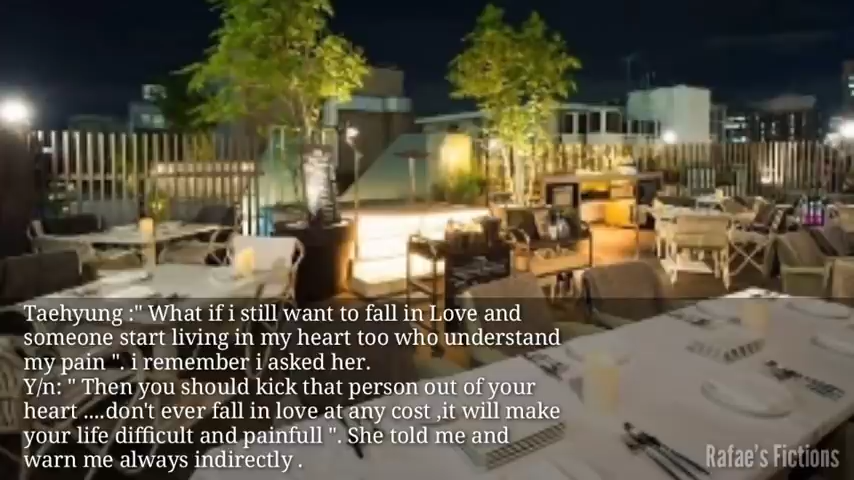 Taehyung :" What if i still want to fall in Love and
someone start living in my heart too who understand
my pain ". i remember i asked her.
Y/n: " Then you should kick that person out of your
heart ....don't ever fall in love at any cost ,it will make
your life difficult and painfull ". She told me and
warn me always indirectly .
Rafae's Fictions